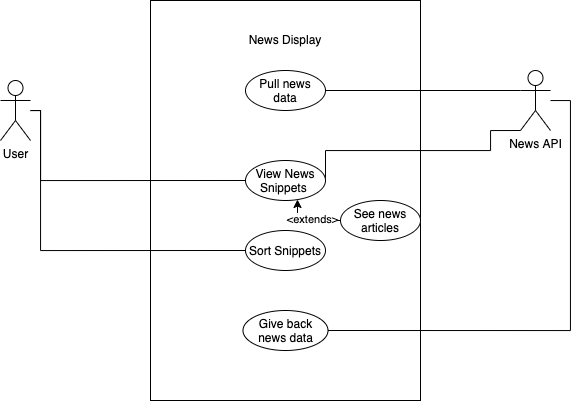 News Display
Pull news
data
User
News API
View News
Snippets
<extends>
See news
articles
Sort Snippets
Give back
news data